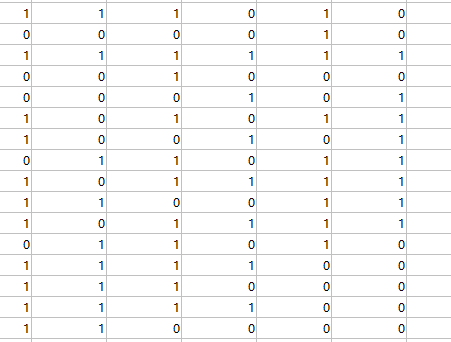 1 1 1 0 1 0
0 0 0 0 1 0
1 1 1 1 1 1
0 0 1 0 0 0
0 0 0 1 0 1
1 0 1 0 1 1
1 0 0 1 0 1
0 1 1 0 1 1
1 0 1 1 1 1
1 1 0 0 1 1
1 0 1 1 1 1
0 1 1 0 1 0
1 1 1 1 0 0
1 1 1 0 0 0
1 1 1 1 0 0
1 1 0 0 0 0